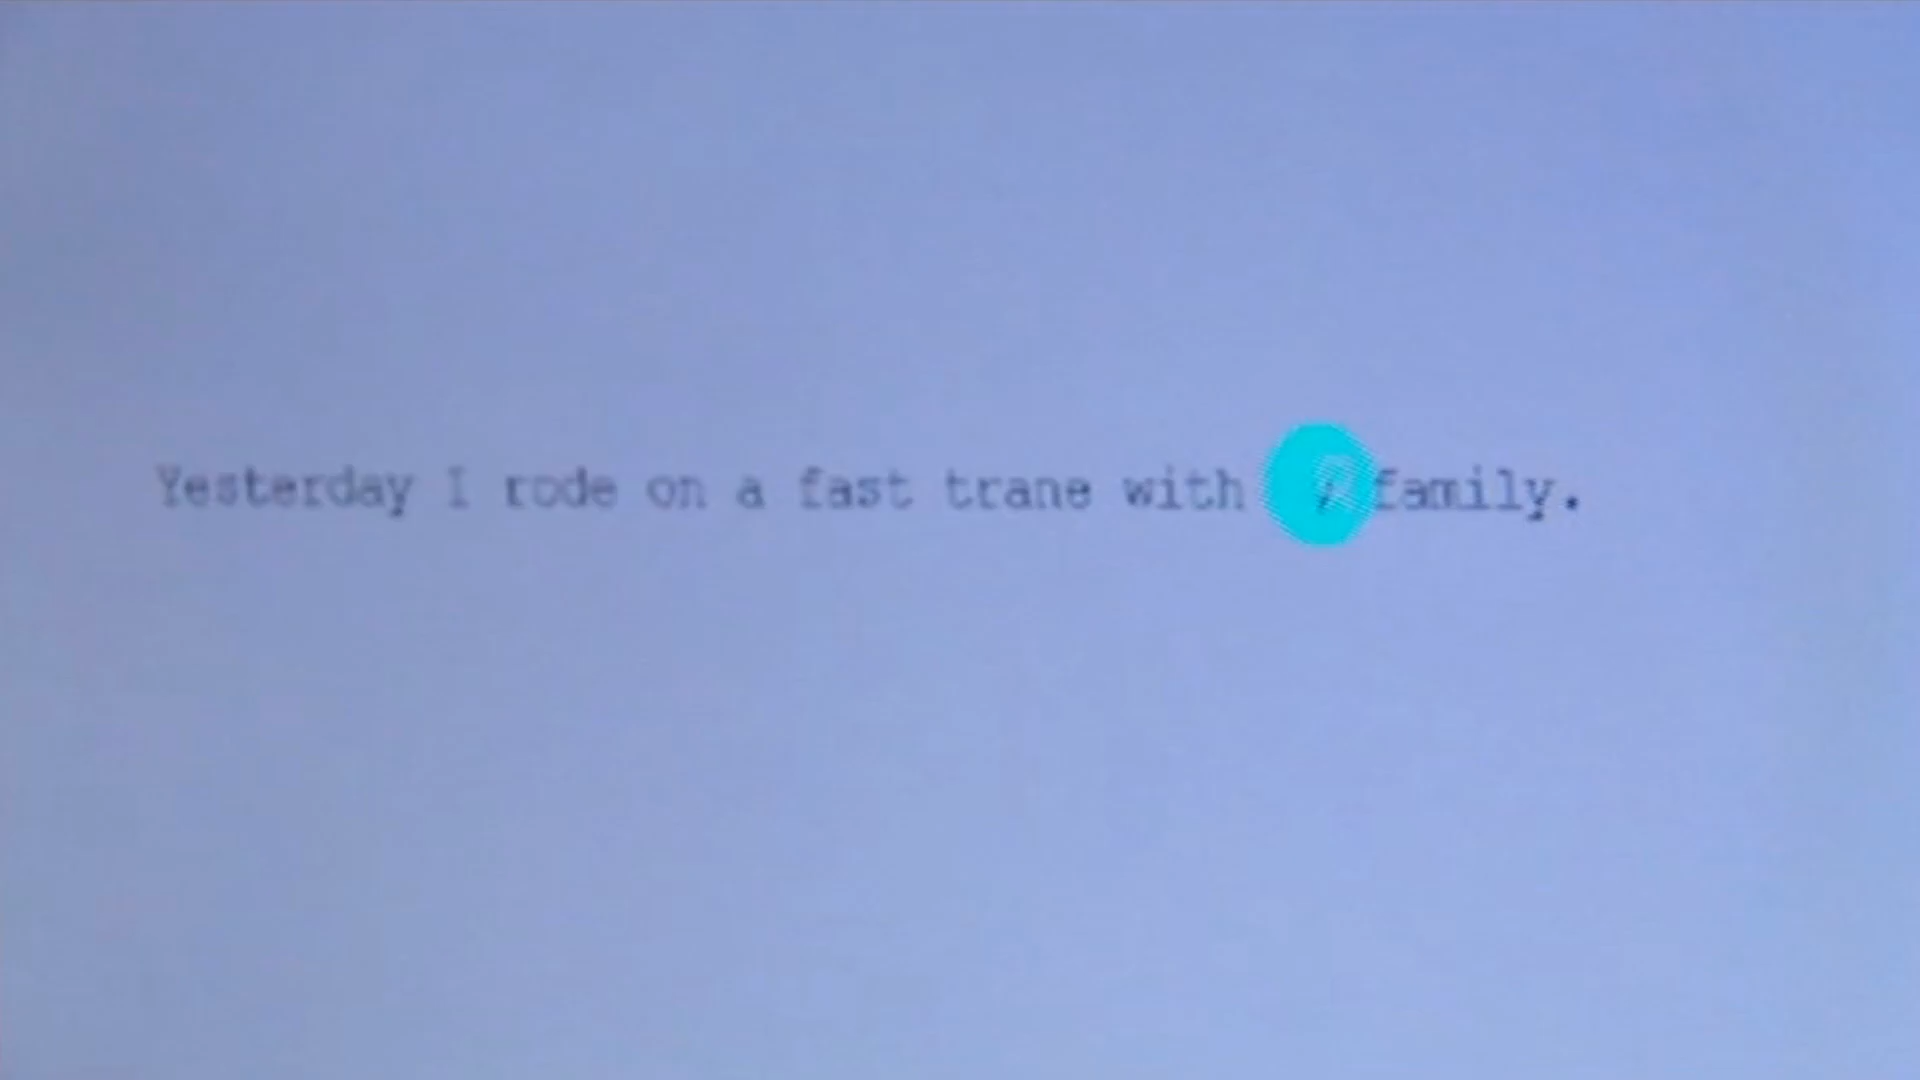 Yesterday I rode on a fast trane with family.